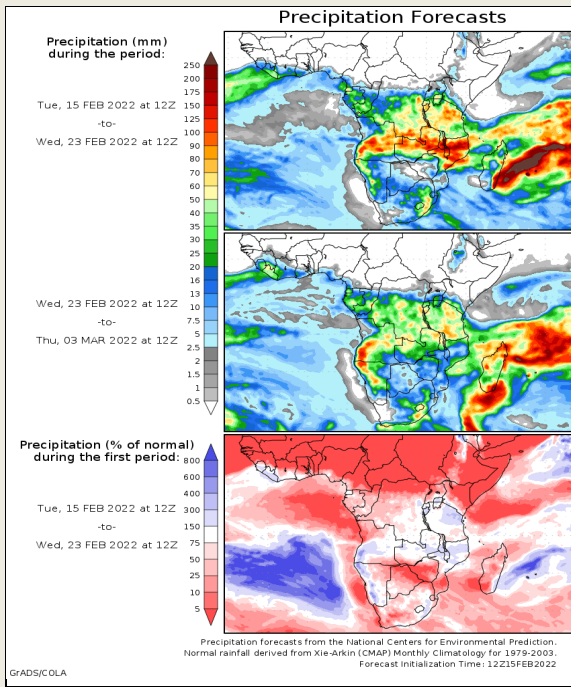 Precipitation Forecasts
Precipitation (mm)
during the period:
250
200
175
150
125
100
90
80
70
60
50
40
35
30
25
20
16
13
10
7.5
5
2.5
2
1.5
1
0.5
Tue, 15 FEB 2022 at 12Z
-to-
Wed, 23 FEB 2022 at 12Z
Wed, 23 FEB 2022 at 12Z
-to-
Thu, 03 MAR 2022 at 12Z
Precipitation (% of normal)
during the first period:
800
600
400
300
150
75
50
25
10
5
Tue, 15 FEB 2022 at 12Z
-to-
Wed, 23 FEB 2022 at 12Z
Precipitation forecasts from the National Centers for Environmental Prediction.
Normal rainfall derived from Xie-Arkin (CMAP) Monthly Climatology for 1979-2003.
Forecast Initialization Time: 12Z15FEB2022
GrADS/COLA